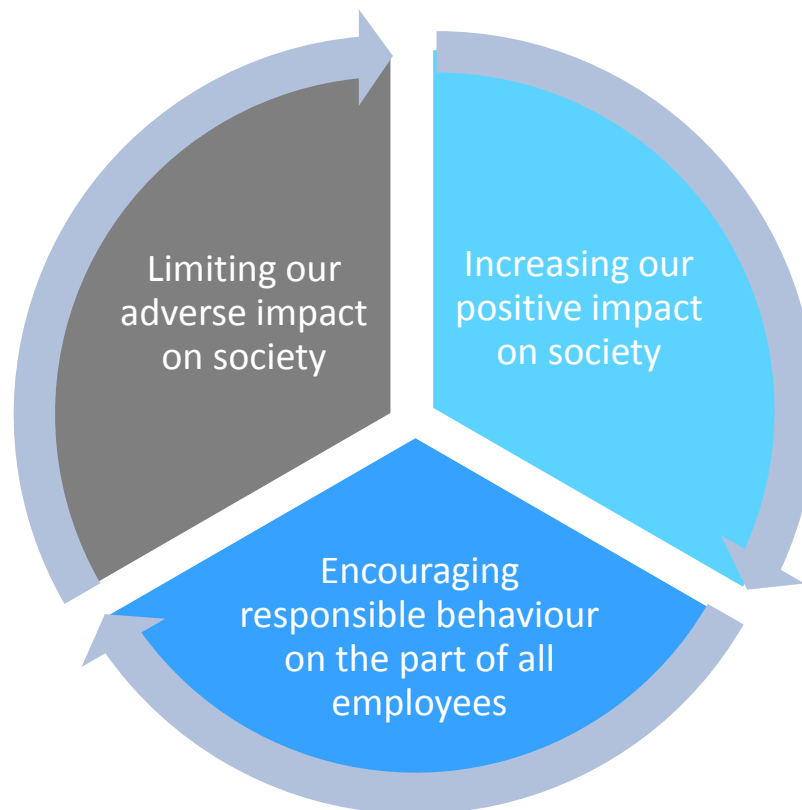 Limiting our
adverse impact
on society
Increasing our
positive impact
on society
Encouraging
responsible behaviour
on the part of all
employees